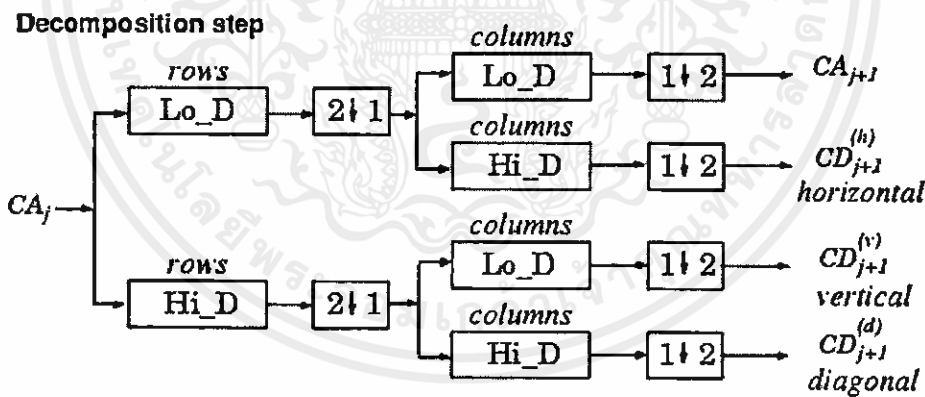 Decomposition step
rows
Lo_D
2↓1
columns
Lo_D
1↓2
CA_{j+1}
columns
Hi_D
1↓2
CD_{j+1}^{(h)}
horizontal
CA_j
rows
Hi_D
2↓1
columns
Lo_D
1↓2
CD_{j+1}^{(v)}
vertical
columns
Hi_D
1↓2
CD_{j+1}^{(d)}
diagonal